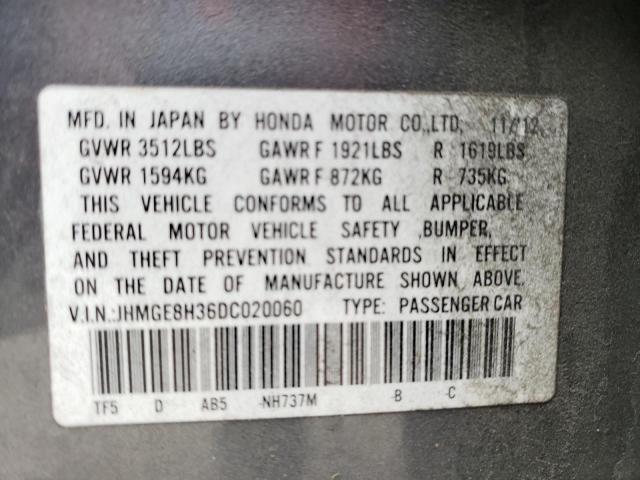 MFD. IN JAPAN BY HONDA MOTOR CO.,LTD. 11/12
GVWR 3512LBS GAWR F 1921LBS R 1619LBS
GVWR 1594KG GAWR F 872KG R 735KG
THIS VEHICLE CONFORMS TO ALL APPLICABLE
FEDERAL MOTOR VEHICLE SAFETY ,BUMPER,
AND THEFT PREVENTION STANDARDS IN EFFECT
ON THE DATE OF MANUFACTURE SHOWN ABOVE.
V.I.N.:JHMGE8H36DC020060 TYPE: PASSENGER CAR
TF5 D AB5 -NH737M -B -C